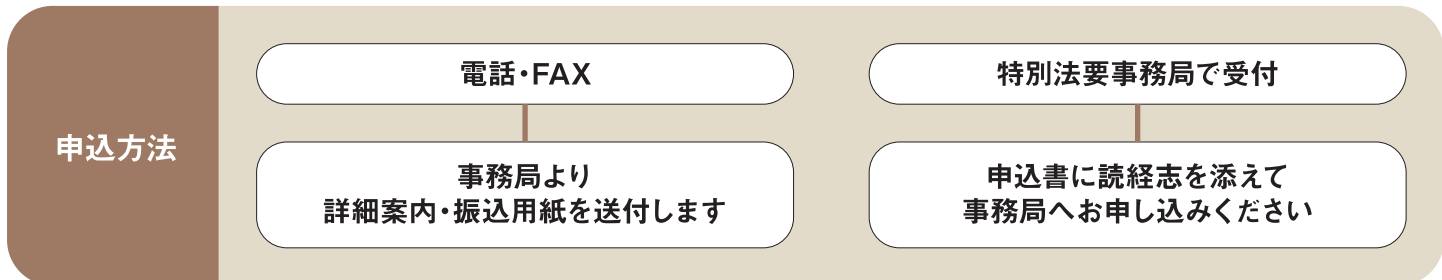 申込方法
電話・FAX
事務局より
詳細案内・振込用紙を送付します
特別法要事務局で受付
申込書に読経志を添えて
事務局へお申し込みください